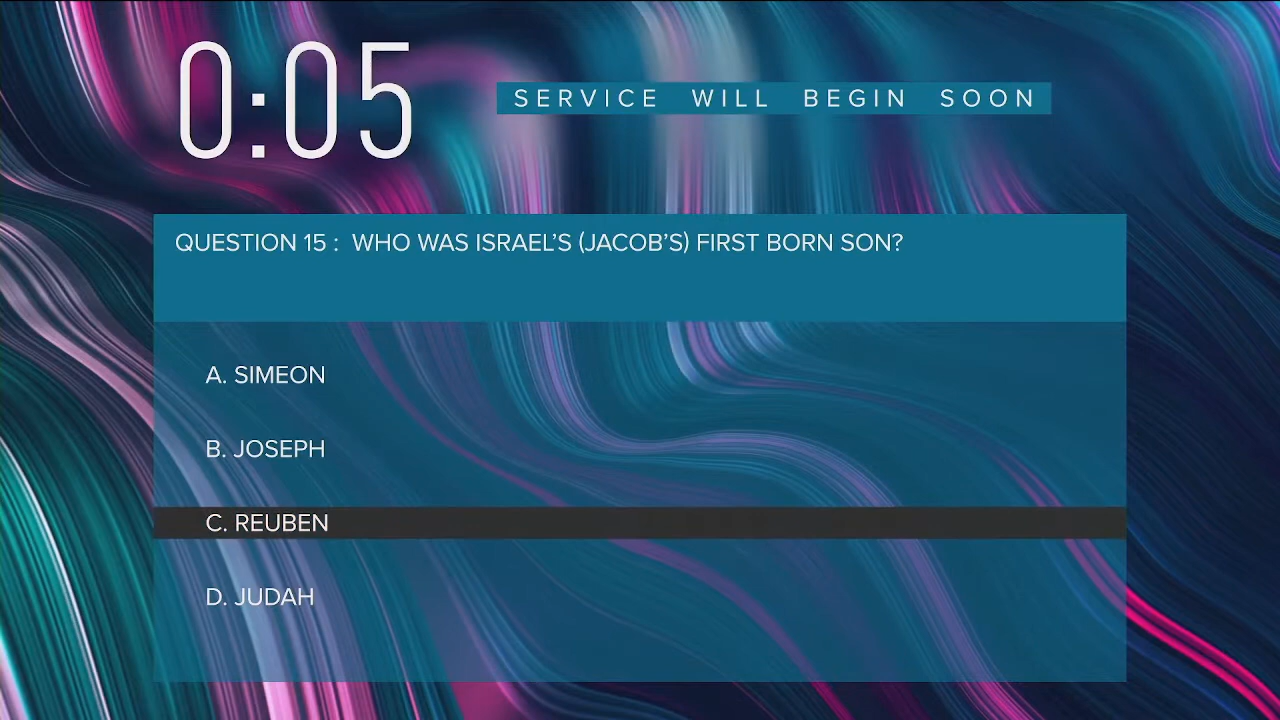 0:05
SERVICE WILL BEGIN SOON
QUESTION 15 : WHO WAS ISRAEL’S (JACOB’S) FIRST BORN SON?
A. SIMEON
B. JOSEPH
C. REUBEN
D. JUDAH